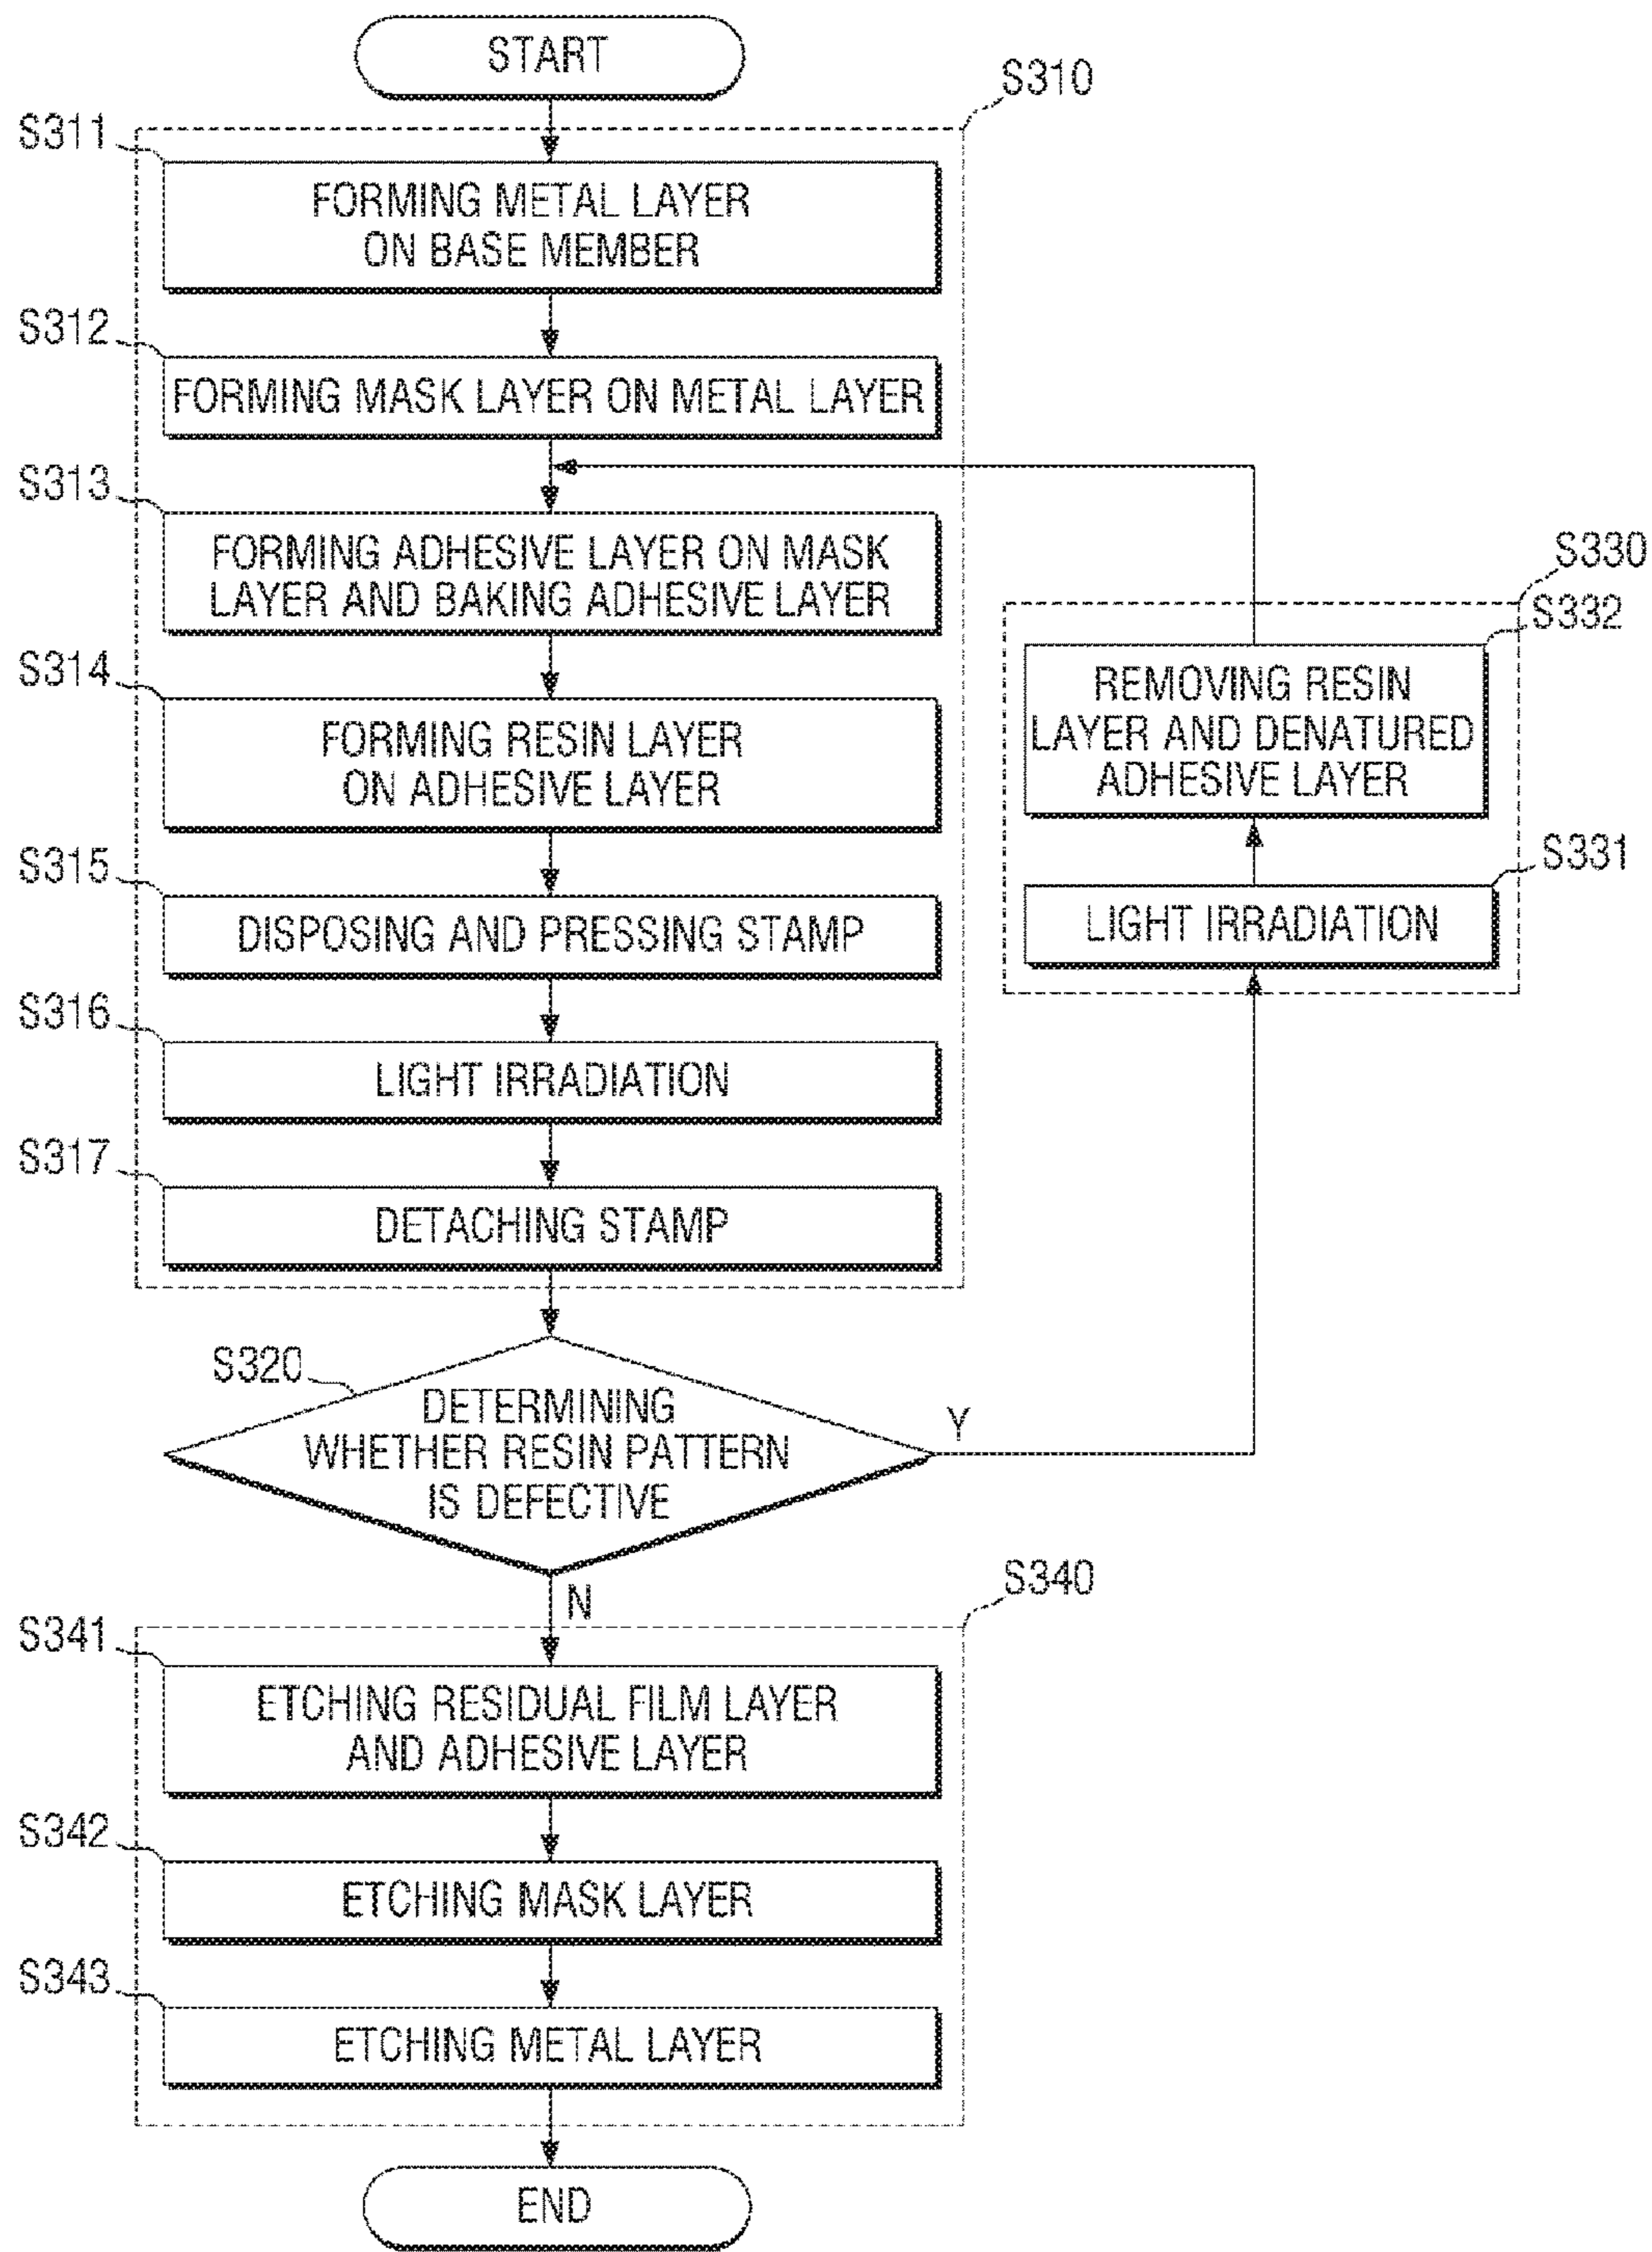 START
S310
S311
FORMING METAL LAYER
ON BASE MEMBER
S312
FORMING MASK LAYER ON METAL LAYER
S313
FORMING ADHESIVE LAYER ON MASK
LAYER AND BAKING ADHESIVE LAYER
S314
FORMING RESIN LAYER
ON ADHESIVE LAYER
S315
DISPOSING AND PRESSING STAMP
S316
LIGHT IRRADIATION
S317
DETACHING STAMP
S320
DETERMINING
WHETHER RESIN PATTERN
IS DEFECTIVE
Y
N
S330
S332
REMOVING RESIN
LAYER AND DENATURED
ADHESIVE LAYER
S331
LIGHT IRRADIATION
S340
S341
ETCHING RESIDUAL FILM LAYER
AND ADHESIVE LAYER
S342
ETCHING MASK LAYER
S343
ETCHING METAL LAYER
END